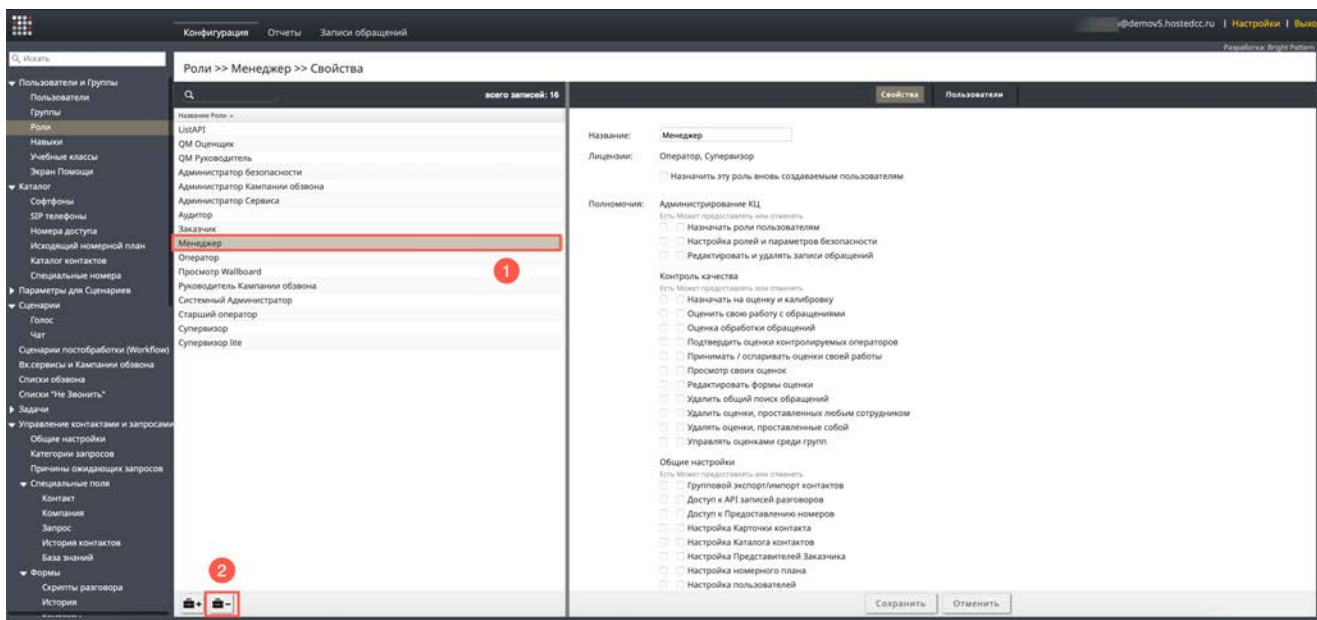 @demov5.hostedcc.ru | Настройки | Выхо
Конфигурация Отчеты Записи обращений
Разработка: Bright Pattern
Искать
Пользователи и Группы
Пользователи
Группы
Роли
Навыки
Учебные классы
Экран Помощи
Каталог
Софтфоны
SIP телефоны
Номера доступа
Исходящий номерной план
Каталог контактов
Специальные номера
Параметры для Сценариев
Сценарии
Голос
Чат
Сценарии постобработки (Workflow)
Вх.сервисы и Кампании обзвона
Списки обзвона
Списки "Не Звонить"
Задачи
Управление контактами и запросами
Общие настройки
Категории запросов
Причины ожидающих запросов
Специальные поля
Контакт
Компания
Запрос
История контактов
База знаний
Формы
Скрипты разговора
История
Роли >> Менеджер >> Свойства
всего записей: 16
Название Роли
ListAPI
QM Оценщик
QM Руководитель
Администратор безопасности
Администратор Кампании обзвона
Администратор Сервиса
Аудитор
Заказчик
Менеджер
Оператор
Просмотр Wallboard
1
Руководитель Кампании обзвона
Системный Администратор
Старший оператор
Супервизор
Супервизор lite
2
Свойства Пользователи
Название: Менеджер
Лицензии: Оператор, Супервизор
Назначить эту роль вновь создаваемым пользователям
Полномочия: Администрирование КЦ
Есть Может предоставлять или отменять
Назначать роли пользователям
Настройка ролей и параметров безопасности
Редактировать и удалять записи обращений
Контроль качества
Есть Может предоставлять или отменять
Назначать на оценку и калибровку
Оценить свою работу с обращениями
Оценка обработки обращений
Подтвердить оценки контролируемых операторов
Принимать / оспаривать оценки своей работы
Просмотр своих оценок
Редактировать формы оценки
Удалить общий поиск обращений
Удалить оценки, проставленных любым сотрудником
Удалять оценки, проставленные собой
Управлять оценками среди групп
Общие настройки
Есть Может предоставлять или отменять
Групповой экспорт/импорт контактов
Доступ к API записей разговоров
Доступ к Предоставлению номеров
Настройка Карточки контакта
Настройка Каталога контактов
Настройка Представителей Заказчика
Настройка номерного плана
Настройка пользователей
Сохранить Отменить